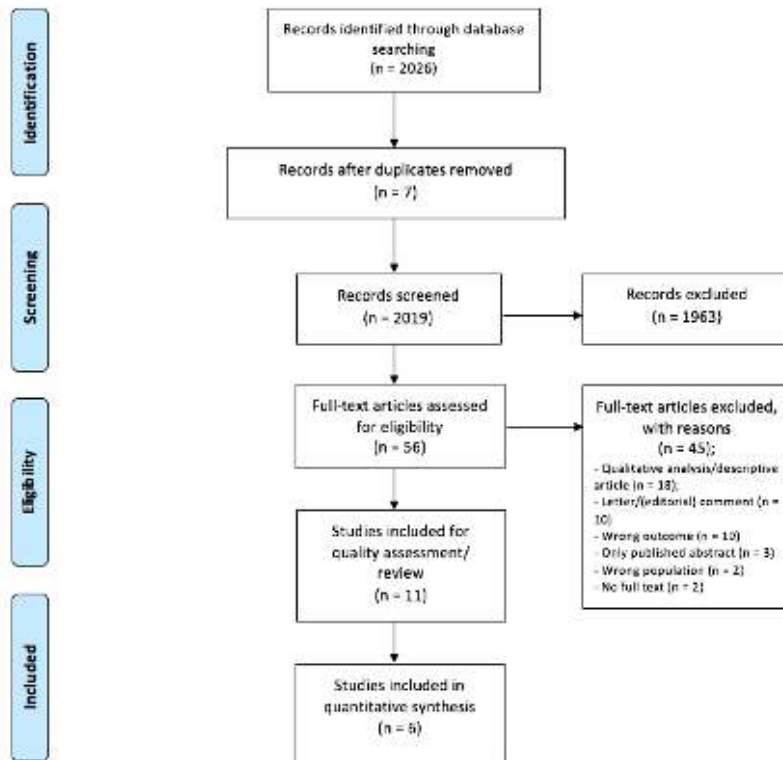 Identification
Records identified through database
searching
(n = 2026)
Records after duplicates removed
(n = 7)
Screening
Records screened
(n = 2019)
Records excluded
(n = 1963)
Eligibility
Full-text articles assessed
for eligibility
(n = 56)
Full-text articles excluded,
with reasons
(n = 45);
- Qualitative analysis/descriptive
article (n = 18);
- Letter/(editorial) comment (n =
10)
- Wrong outcome (n = 10)
- Only published abstract (n = 3)
- Wrong population (n = 2)
- No full text (n = 2)
Studies included for
quality assessment/
review
(n = 11)
Included
Studies included in
quantitative synthesis
(n = 6)